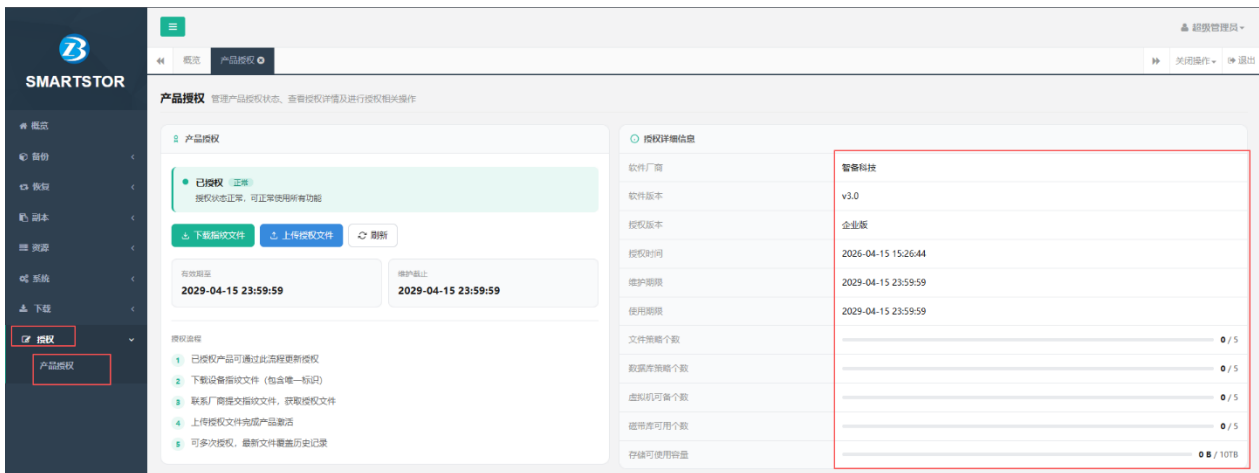 超级管理员
SMARTSTOR
概览
产品授权
关闭操作
退出
产品授权 管理产品授权状态、查看授权详情及进行授权相关操作
概览
备份
恢复
副本
资源
系统
下载
授权
产品授权
产品授权
已授权 正常
授权状态正常，可正常使用所有功能
下载指纹文件
上传授权文件
刷新
有效期至
2029-04-15 23:59:59
维护截止
2029-04-15 23:59:59
授权流程
1 已授权产品可通过此流程更新授权
2 下载设备指纹文件（包含唯一标识）
3 联系厂商提交指纹文件，获取授权文件
4 上传授权文件完成产品激活
5 可多次授权，最新文件覆盖历史记录
授权详细信息
软件厂商 智备科技
软件版本 v3.0
授权版本 企业版
授权时间 2026-04-15 15:26:44
维护期限 2029-04-15 23:59:59
使用期限 2029-04-15 23:59:59
文件策略个数 0 / 5
数据库策略个数 0 / 5
虚拟机可备个数 0 / 5
磁带库可用个数 0 / 5
存储可使用容量 0 B / 10TB